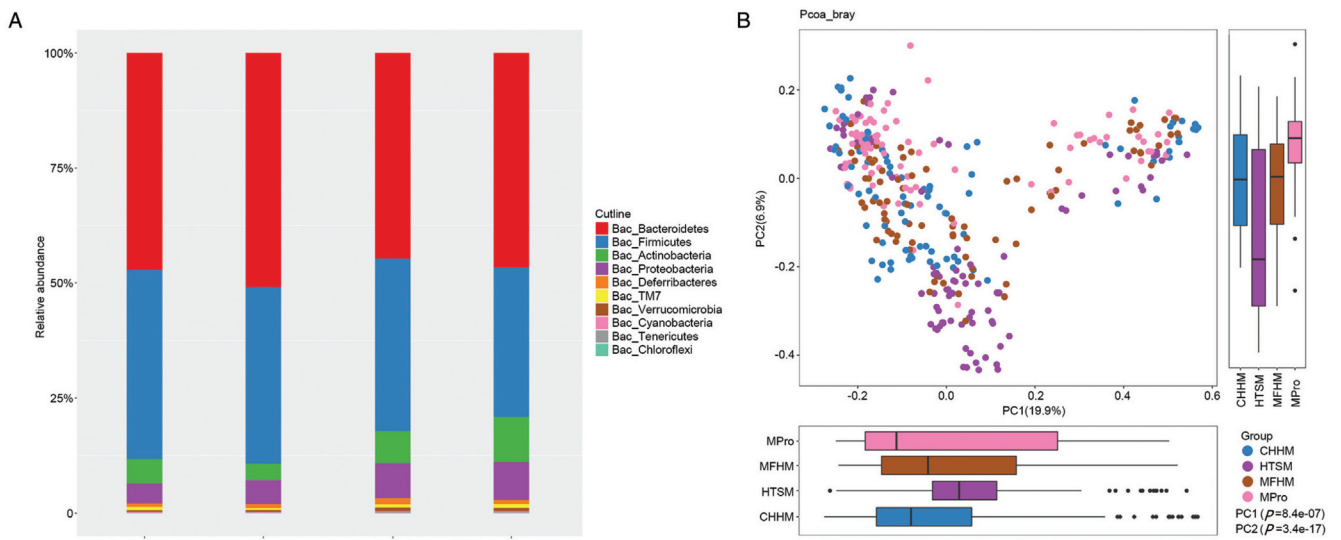 A
100%
75%
50%
25%
0
Relative abundance
Cutline
Bac_Bacteroidetes
Bac_Firmicutes
Bac_Actinobacteria
Bac_Proteobacteria
Bac_Deferribacteres
Bac_TM7
Bac_Verrucomicrobia
Bac_Cyanobacteria
Bac_Tenericutes
Bac_Chloroflexi
B
Pcoa_bray
0.2
0.0
-0.2
-0.4
PC2(6.9%)
-0.2
0.0
0.2
0.4
0.6
PC1(19.9%)
CHHM
HTSM
MFHM
MPro
MPro
MFHM
HTSM
CHHM
Group
CHHM
HTSM
MFHM
MPro
PC1 (P=8.4e-07)
PC2 (P=3.4e-17)